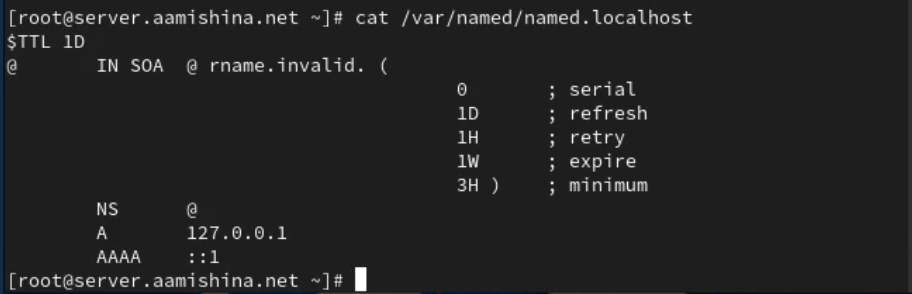 [root@server.aamishina.net ~]# cat /var/named/named.localhost
$TTL 1D
@ IN SOA @ rname.invalid. (
0 ; serial
1D ; refresh
1H ; retry
1W ; expire
3H ) ; minimum
NS @
A 127.0.0.1
AAAA ::1
[root@server.aamishina.net ~]#